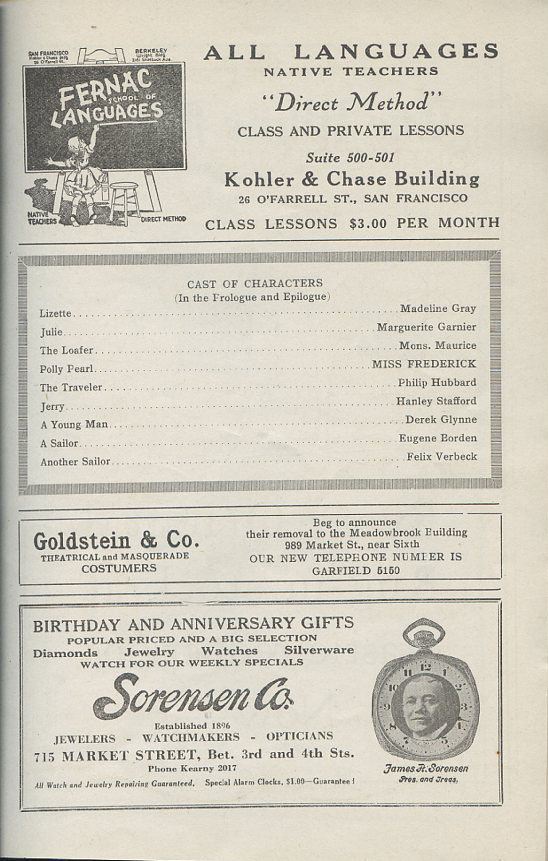 SAN FRANCISCO
Kohler & Chase Bldg.
26 O'Farrell St.
BERKELEY
FERNAC
SCHOOL OF
LANGUAGES
NATIVE
TEACHERS
DIRECT METHOD
ALL LANGUAGES
NATIVE TEACHERS
"Direct Method"
CLASS AND PRIVATE LESSONS
Suite 500-501
Kohler & Chase Building
26 O'FARRELL ST., SAN FRANCISCO
CLASS LESSONS $3.00 PER MONTH
CAST OF CHARACTERS
(In the Prologue and Epilogue)
Lizette Madeline Gray
Julie Marguerite Garnier
The Loafer Mons. Maurice
Polly Pearl MISS FREDERICK
The Traveler Philip Hubbard
Jerry Hanley Stafford
A Young Man Derek Glynne
A Sailor Eugene Borden
Another Sailor Felix Verbeck
Goldstein & Co.
THEATRICAL and MASQUERADE
COSTUMERS
Beg to announce
their removal to the Meadowbrook Building
989 Market St., near Sixth
OUR NEW TELEPHONE NUMBER IS
GARFIELD 5150
BIRTHDAY AND ANNIVERSARY GIFTS
POPULAR PRICED AND A BIG SELECTION
Diamonds Jewelry Watches Silverware
WATCH FOR OUR WEEKLY SPECIALS
Sorensen Co.
Established 1896
JEWELERS - WATCHMAKERS - OPTICIANS
715 MARKET STREET, Bet. 3rd and 4th Sts.
Phone Kearny 2017
All Watch and Jewelry Repairing Guaranteed. Special Alarm Clocks, $1.00—Guaranteed
James A. Sorensen
Pres. and Treas.